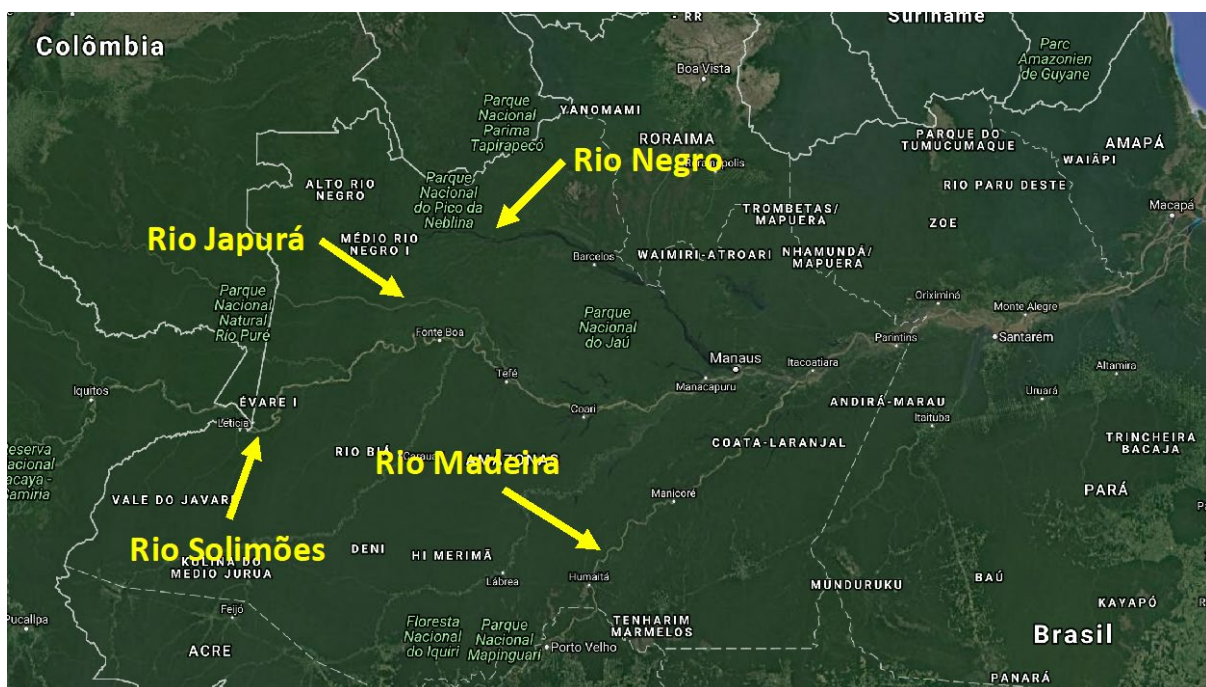 Suriname
- RR
Colômbia
Parc
Amazonien
de Guyane
Boa Vista
Parque
Nacional
Parima
Tapirapecó
YANOMAMI
RORAIMA
PARQUE DO
TUMUCUMAQUE
AMAPÁ
WAIÃPI
Rio Negro
ALTO RIO
NEGRO
Parque
Nacional
do Pico da
Neblina
RIO PARU DESTE
TROMBETAS/
MAPUERA
ZOE
Macapá
Rio Japurá
MÉDIO RIO
NEGRO I
Barcelos
WAIMIRI-ATROARI
NHAMUNDÁ/
MAPUERA
Parque
Nacional
Natural
Rio Puré
Oriximiná
Monte Alegre
Parque
Nacional
do Jaú
Fonte Boa
Parintins
Santarém
Manaus
Itacoatiara
Tefé
Manacapuru
Altamira
Iquitos
Uruará
ÉVARE I
Leticia
Coari
ANDIRÁ-MARAU
Itaituba
COATA-LARANJAL
TRINCHEIRA
BACAJA
RIO BIÁ
AMAZONAS
Rio Madeira
VALE DO JAVARI
Manicoré
PARÁ
Rio Solimões
KULINA DO
MÉDIO JURUA
DENI
HI MERIMÃ
Lábrea
Humaitá
MUNDURUKU
BAÚ
KAYAPÓ
Feijó
Pucallpa
Floresta
Nacional
do Iquiri
Parque
Nacional
Mapinguari
TENHARIM
MARMELOS
Porto Velho
ACRE
Brasil
PANARÁ